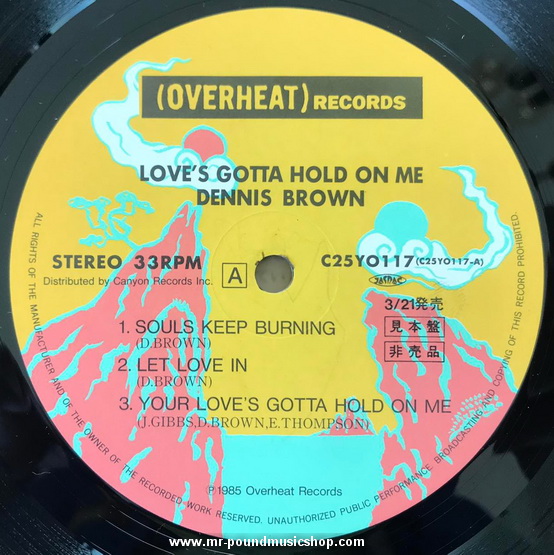 (OVERHEAT) RECORDS
LOVE'S GOTTA HOLD ON ME
DENNIS BROWN
STEREO 33RPM
A
C25YO117 (C25YO117-A)
Distributed by Canyon Records Inc.
JASRAC
3/21発売
見本盤
非売品
1. SOULS KEEP BURNING
(D.BROWN)
2. LET LOVE IN
(D.BROWN)
3. YOUR LOVE'S GOTTA HOLD ON ME
(J.GIBBS,D.BROWN,E.THOMPSON)
Ⓟ1985 Overheat Records
ALL RIGHTS OF THE MANUFACTURER AND OF THE OWNER OF THE RECORDED WORK RESERVED. UNAUTHORIZED PUBLIC PERFORMANCE BROADCASTING AND COPYING OF THIS RECORD PROHIBITED.
www.mr-poundmusicshop.com